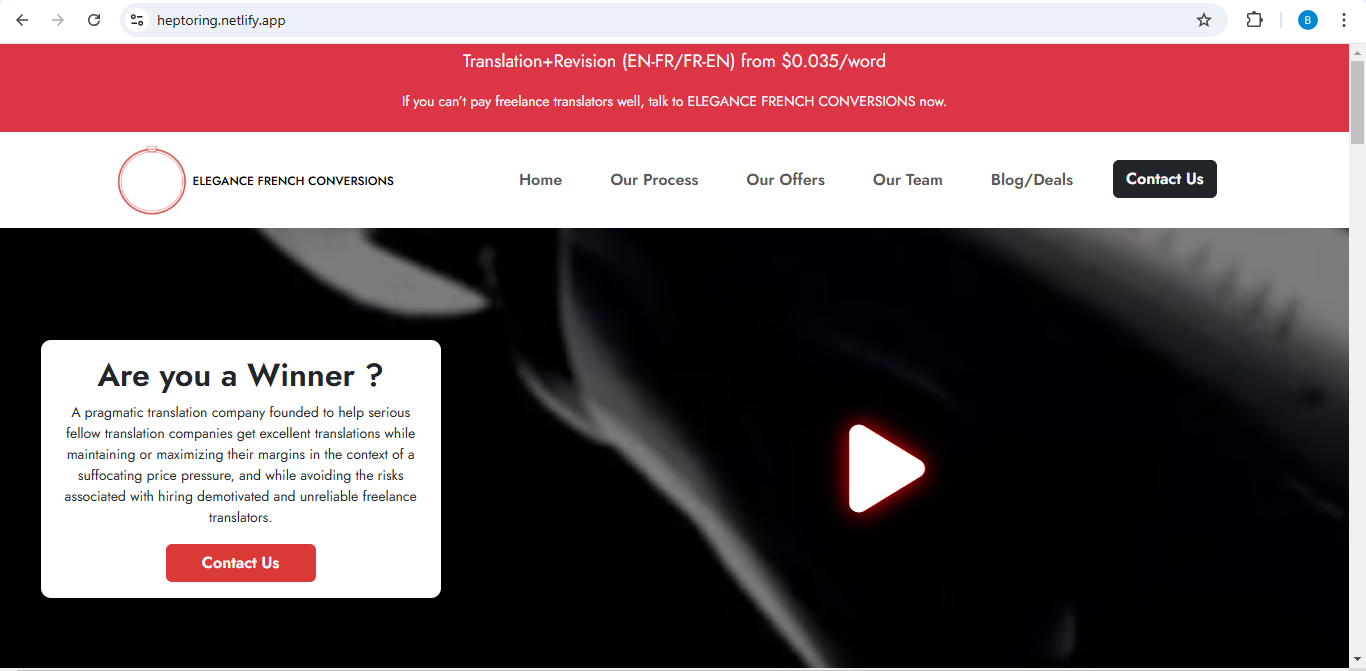 heptoring.netlify.app
B
Translation+Revision (EN-FR/FR-EN) from $0.035/word
If you can't pay freelance translators well, talk to ELEGANCE FRENCH CONVERSIONS now.
ELEGANCE FRENCH CONVERSIONS
Home
Our Process
Our Offers
Our Team
Blog/Deals
Contact Us
Are you a Winner ?
A pragmatic translation company founded to help serious
fellow translation companies get excellent translations while
maintaining or maximizing their margins in the context of a
suffocating price pressure, and while avoiding the risks
associated with hiring demotivated and unreliable freelance
translators.
Contact Us